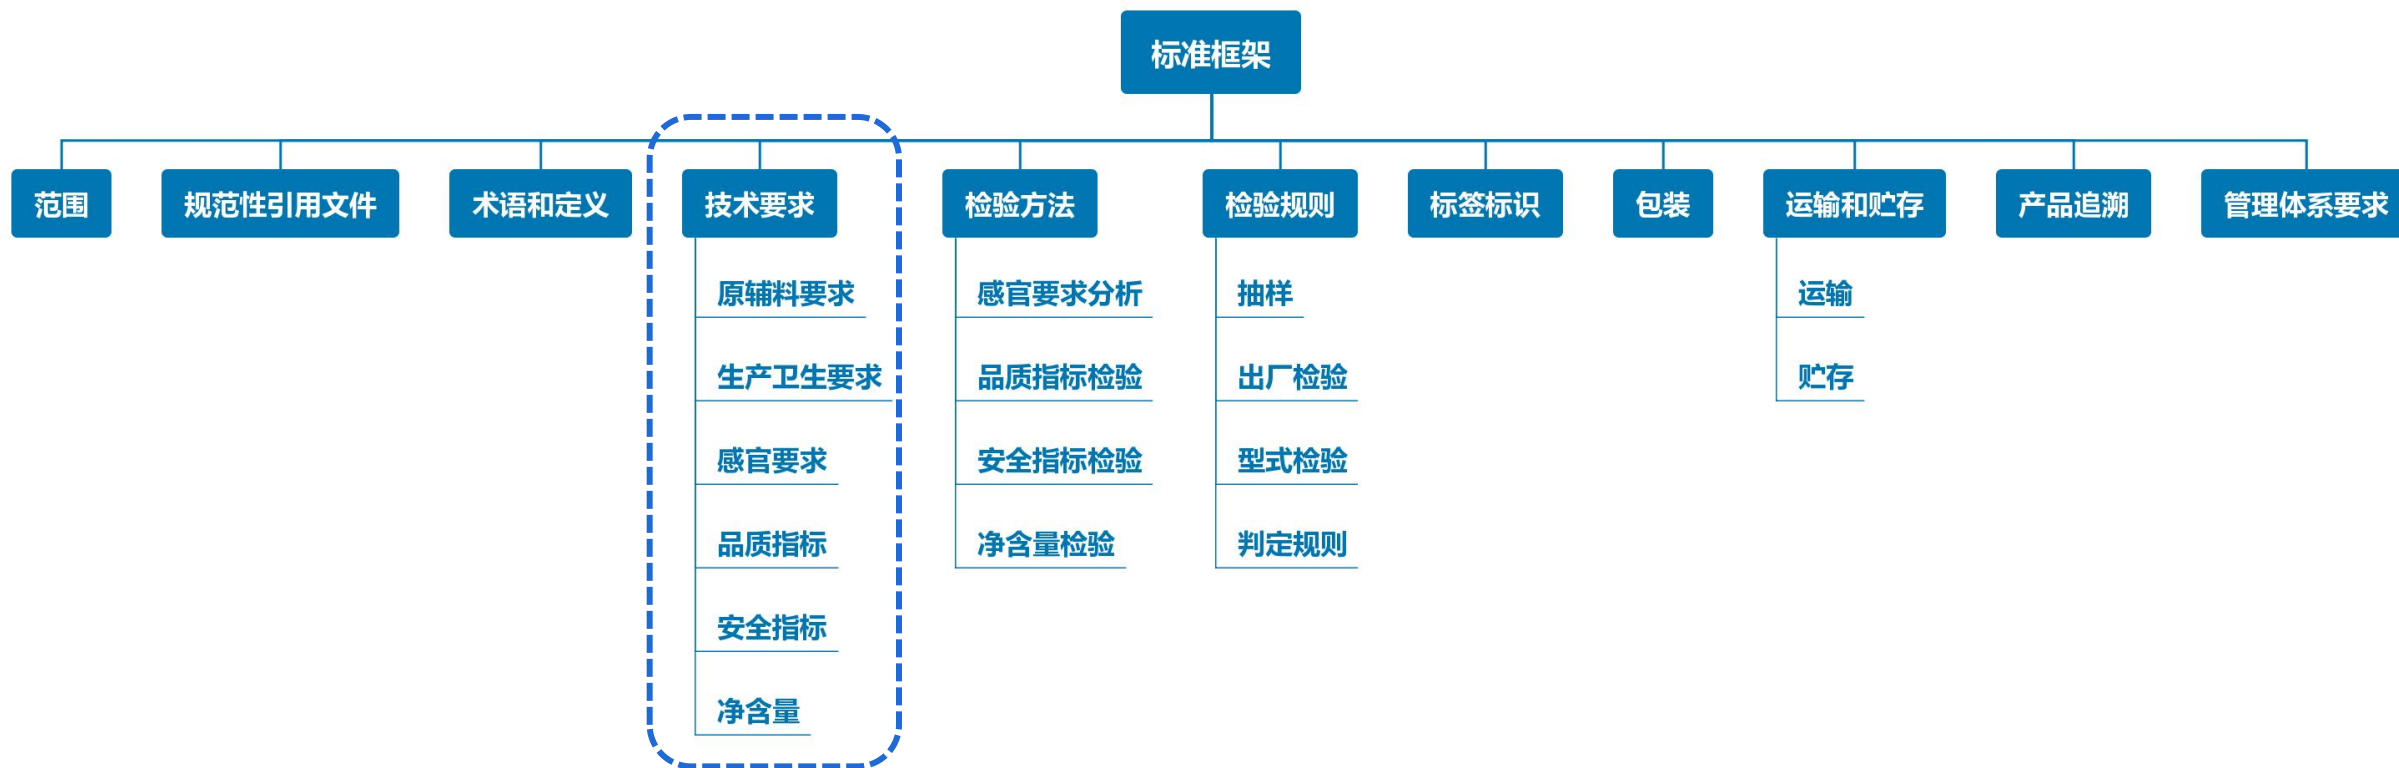 标准框架
范围
规范性引用文件
术语和定义
技术要求
检验方法
检验规则
标签标识
包装
运输和贮存
产品追溯
管理体系要求
原辅料要求
生产卫生要求
感官要求
品质指标
安全指标
净含量
感官要求分析
品质指标检验
安全指标检验
净含量检验
抽样
出厂检验
型式检验
判定规则
运输
贮存